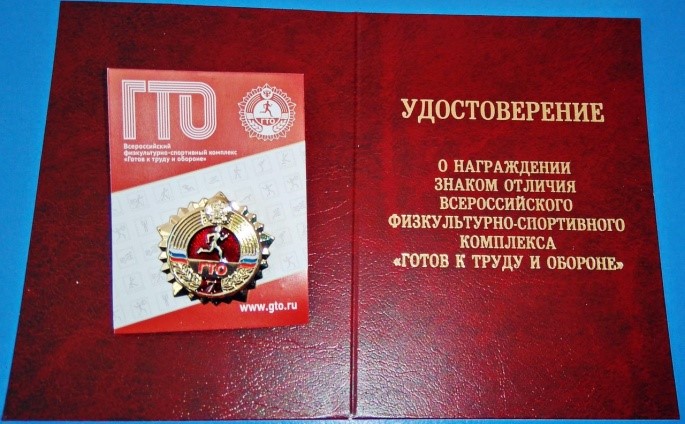 ГТО
Всероссийский
физкультурно-спортивный комплекс
«Готов к труду и обороне»
ГТО
ГТО
www.gto.ru
УДОСТОВЕРЕНИЕ
О НАГРАЖДЕНИИ
ЗНАКОМ ОТЛИЧИЯ
ВСЕРОССИЙСКОГО
ФИЗКУЛЬТУРНО-СПОРТИВНОГО
КОМПЛЕКСА
«ГОТОВ К ТРУДУ И ОБОРОНЕ»